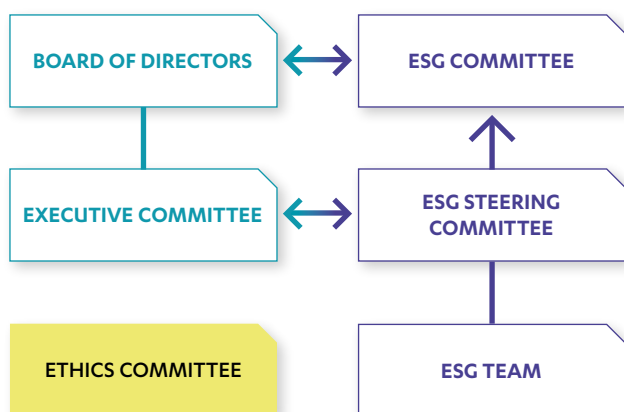 BOARD OF DIRECTORS
ESG COMMITTEE
EXECUTIVE COMMITTEE
ESG STEERING
COMMITTEE
ETHICS COMMITTEE
ESG TEAM